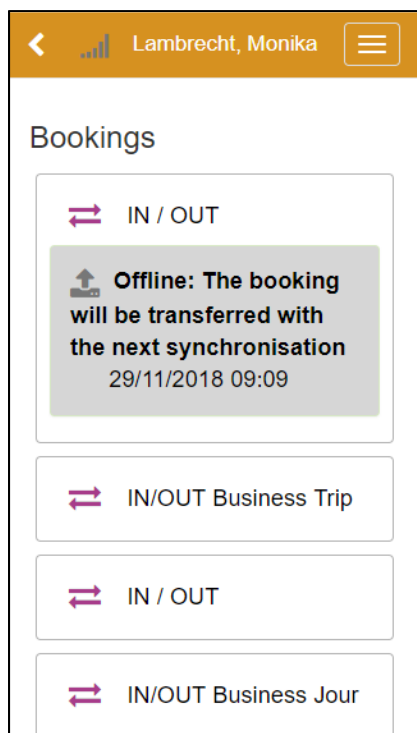 Lambrecht, Monika
Bookings
IN / OUT
Offline: The booking
will be transferred with
the next synchronisation
29/11/2018 09:09
IN/OUT Business Trip
IN / OUT
IN/OUT Business Jour